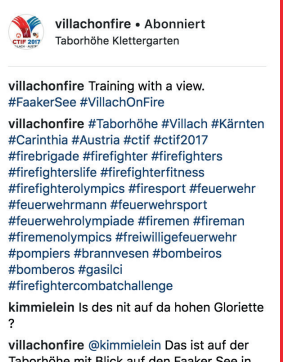 CTIF 2017
villachonfire • Abonniert
Taborhöhe Klettergarten
villachonfire Training with a view.
#FaakerSee #VillachOnFire
villachonfire #Taborhöhe #Villach #Kärnten
#Carinthia #Austria #ctif #ctif2017
#firebrigade #firefighter #firefighters
#firefighterslife #firefighterfitness
#firefighterolympics #firesport #feuerwehr
#feuerwehrmann #feuerwehrsport
#feuerwehrolympiade #firemen #fireman
#firemenolympics #freiwilligefeuerwehr
#pompiers #brannvesen #bombeiros
#bomberos #gasilci
#firefightercombatchallenge
kimmielein Is des nit auf da hohen Gloriette
?
villachonfire @kimmielein Das ist auf der
Taborhöhe mit Blick auf den Faaker See in